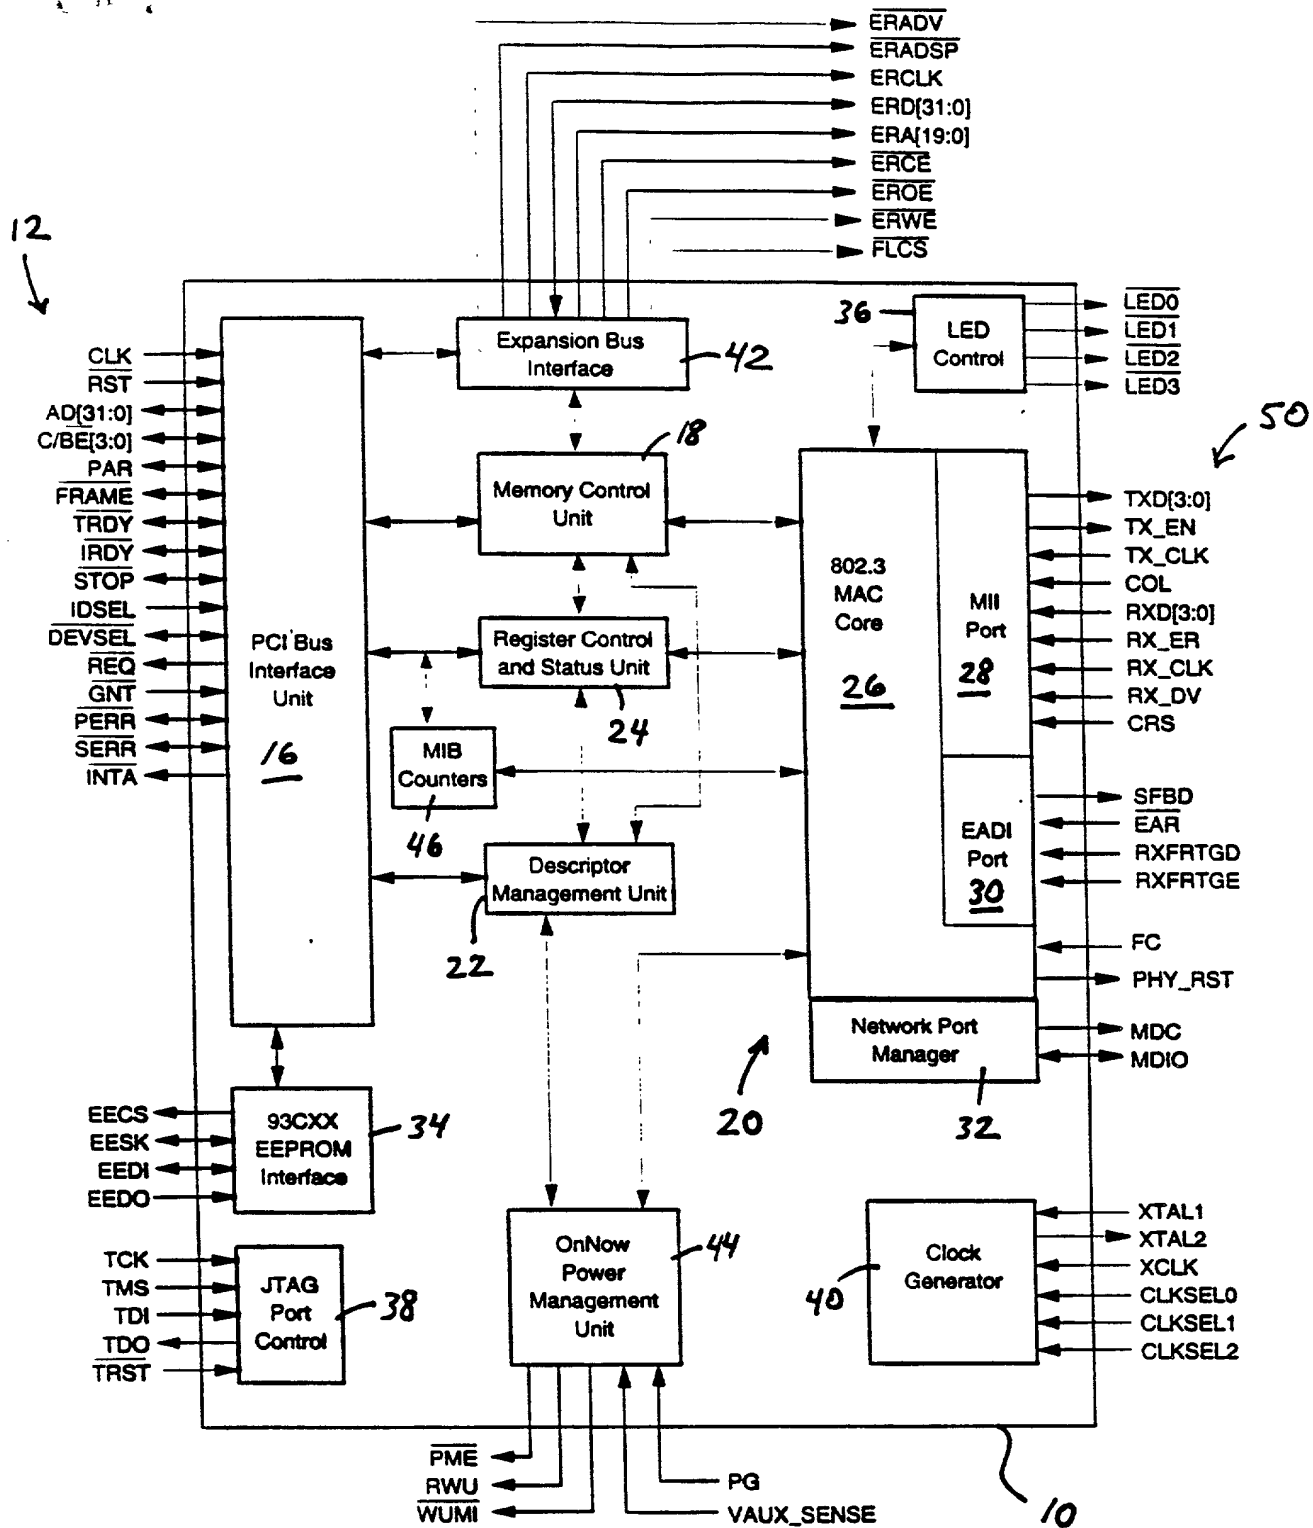 ERADV
ERADSP
ERCLK
ERD[31:0]
ERA[19:0]
ERCE
EROE
ERWE
FLCS
12
CLK
RST
AD[31:0]
C/BE[3:0]
PAR
FRAME
TRDY
IRDY
STOP
IDSEL
DEVSEL
REQ
GNT
PERR
SERR
INTA
PCI Bus
Interface
Unit
16
Expansion Bus
Interface
42
18
Memory Control
Unit
Register Control
and Status Unit
24
MIB
Counters
46
Descriptor
Management Unit
22
36
LED
Control
LED0
LED1
LED2
LED3
50
802.3
MAC
Core
26
MII
Port
28
EADI
Port
30
TXD[3:0]
TX_EN
TX_CLK
COL
RXD[3:0]
RX_ER
RX_CLK
RX_DV
CRS
SFBD
EAR
RXFRTGD
RXFRTGE
FC
PHY_RST
Network Port
Manager
MDC
MDIO
20
32
EECS
EESK
EEDI
EEDO
93CXX
EEPROM
Interface
34
TCK
TMS
TDI
TDO
TRST
JTAG
Port
Control
38
OnNow
Power
Management
Unit
44
Clock
Generator
40
XTAL1
XTAL2
XCLK
CLKSEL0
CLKSEL1
CLKSEL2
PME
RWU
WUMI
PG
VAUX_SENSE
10